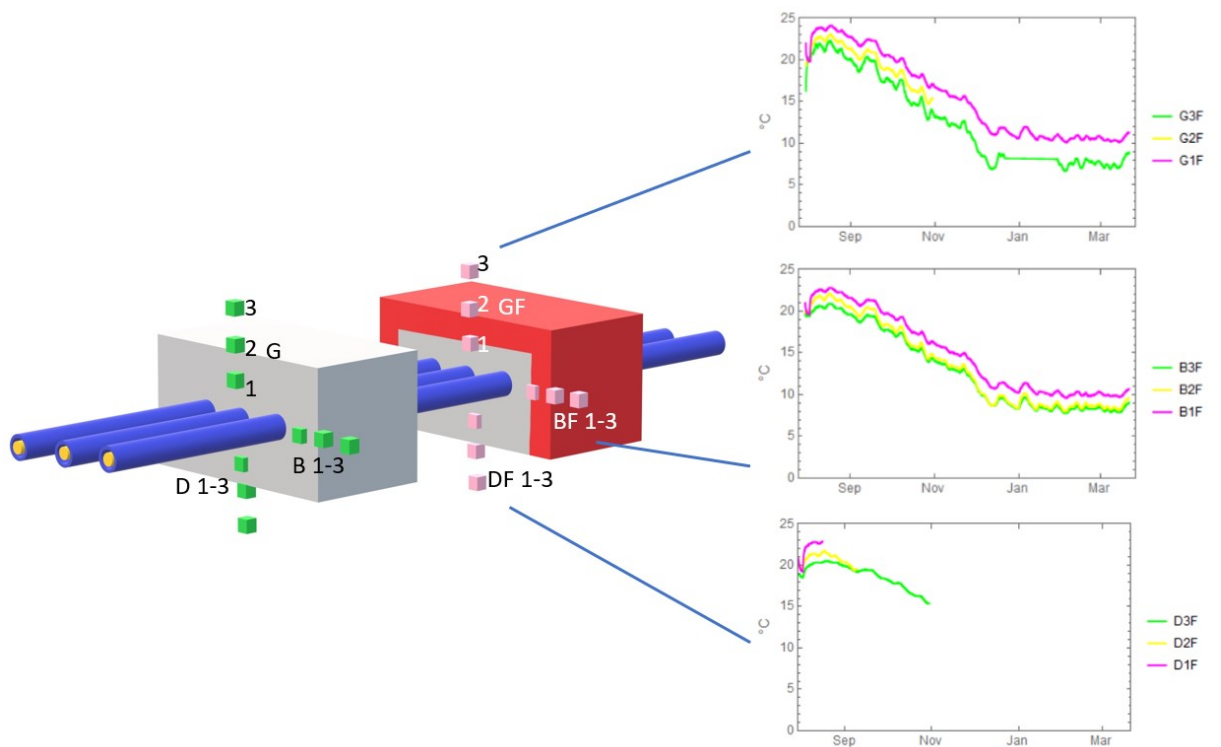 3
G
2
1
B 1-3
D 1-3
3
2 GF
1
BF 1-3
DF 1-3
25
20
15
10
5
0
°C
Sep Nov Jan Mar
G3F
G2F
G1F
25
20
15
10
5
0
°C
Sep Nov Jan Mar
B3F
B2F
B1F
25
20
15
10
5
0
°C
Sep Nov Jan Mar
D3F
D2F
D1F